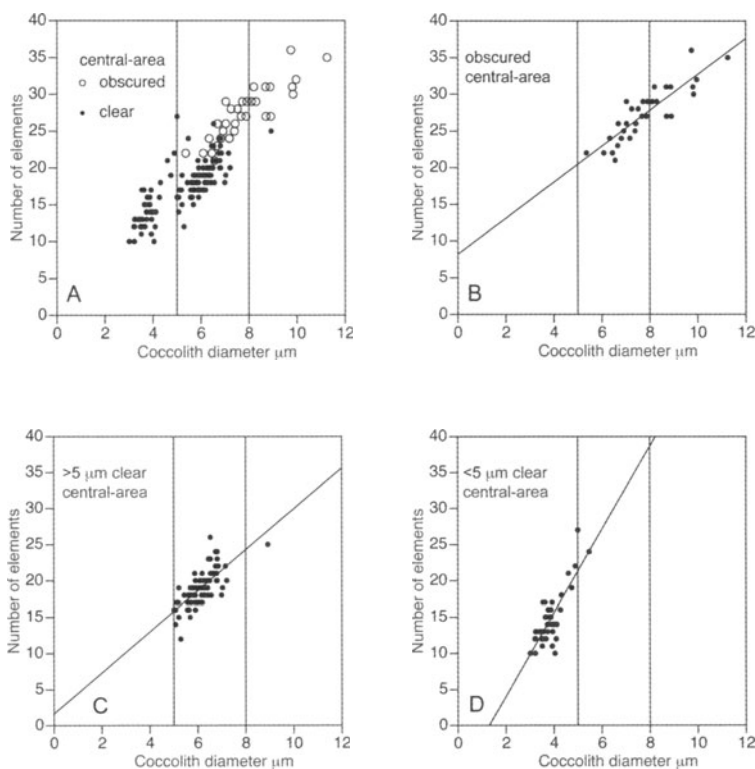 40
35
30
25
20
15
10
5
0
Number of elements
central-area
○ obscured
• clear
A
0 2 4 6 8 10 12
Coccolith diameter μm
40
35
30
25
20
15
10
5
0
Number of elements
obscured
central-area
B
0 2 4 6 8 10 12
Coccolith diameter μm
40
35
30
25
20
15
10
5
0
Number of elements
>5 μm clear
central-area
C
0 2 4 6 8 10 12
Coccolith diameter μm
40
35
30
25
20
15
10
5
0
Number of elements
<5 μm clear
central-area
D
0 2 4 6 8 10 12
Coccolith diameter μm